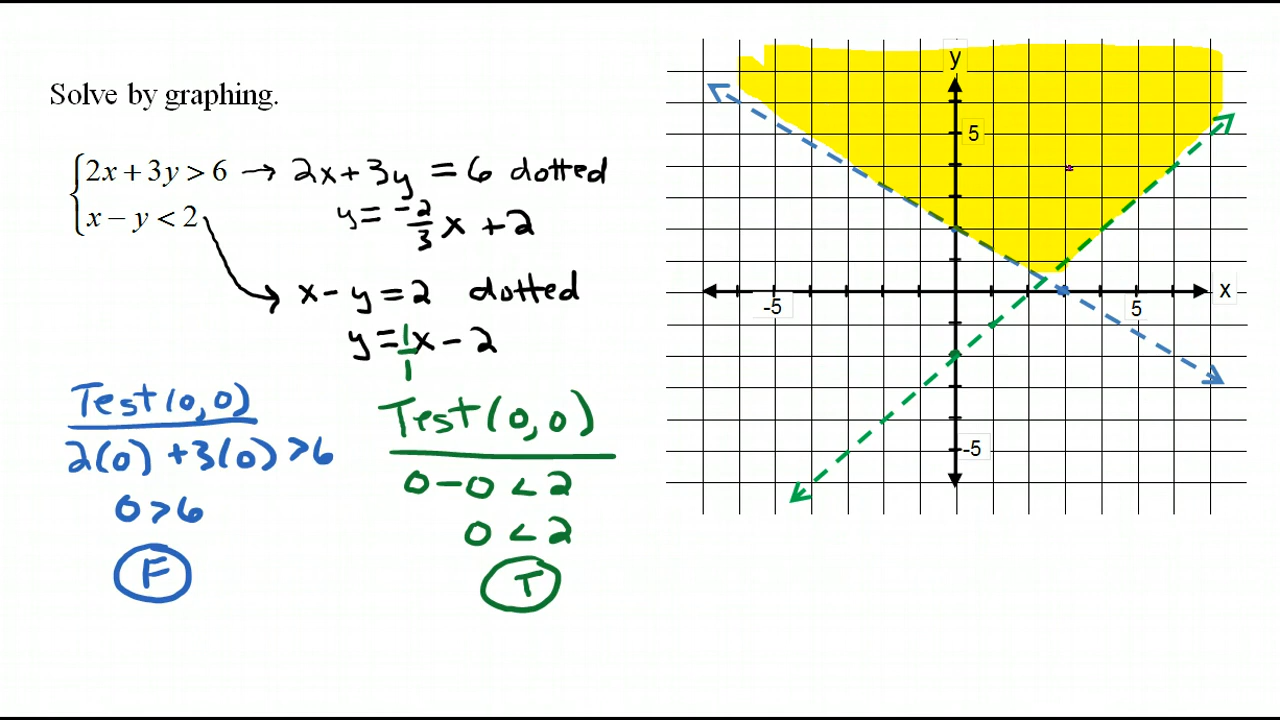 Solve by graphing.
2x + 3y > 6 → 2x + 3y = 6 dotted
y = -2/3 x + 2
x − y < 2
x - y = 2 dotted
y = 1/1 x - 2
Test (0,0)
2(0) + 3(0) > 6
0 > 6
F
Test (0,0)
0 - 0 < 2
0 < 2
T
y
5
x
-5
5
-5